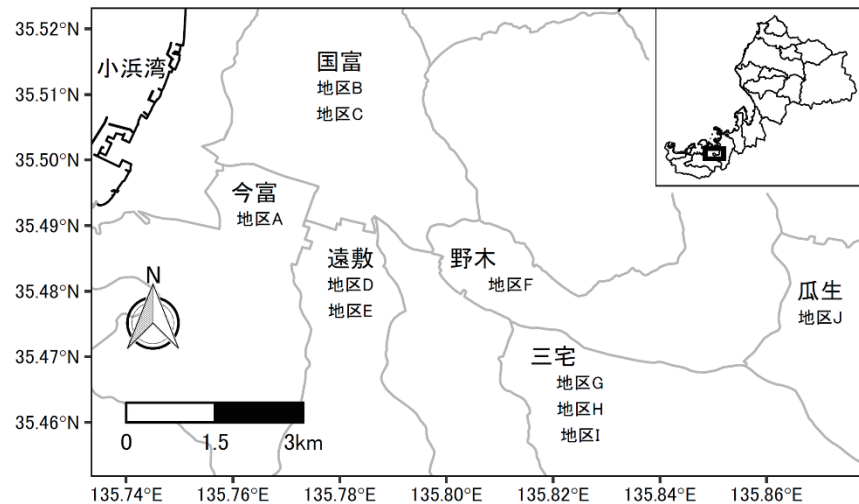 35.52°N
35.51°N
35.50°N
35.49°N
35.48°N
35.47°N
35.46°N
小浜湾
国富
地区B
地区C
今富
地区A
遠敷
地区D
地区E
野木
地区F
瓜生
地区J
三宅
地区G
地区H
地区I
N
0 1.5 3km
135.74°E 135.76°E 135.78°E 135.80°E 135.82°E 135.84°E 135.86°E